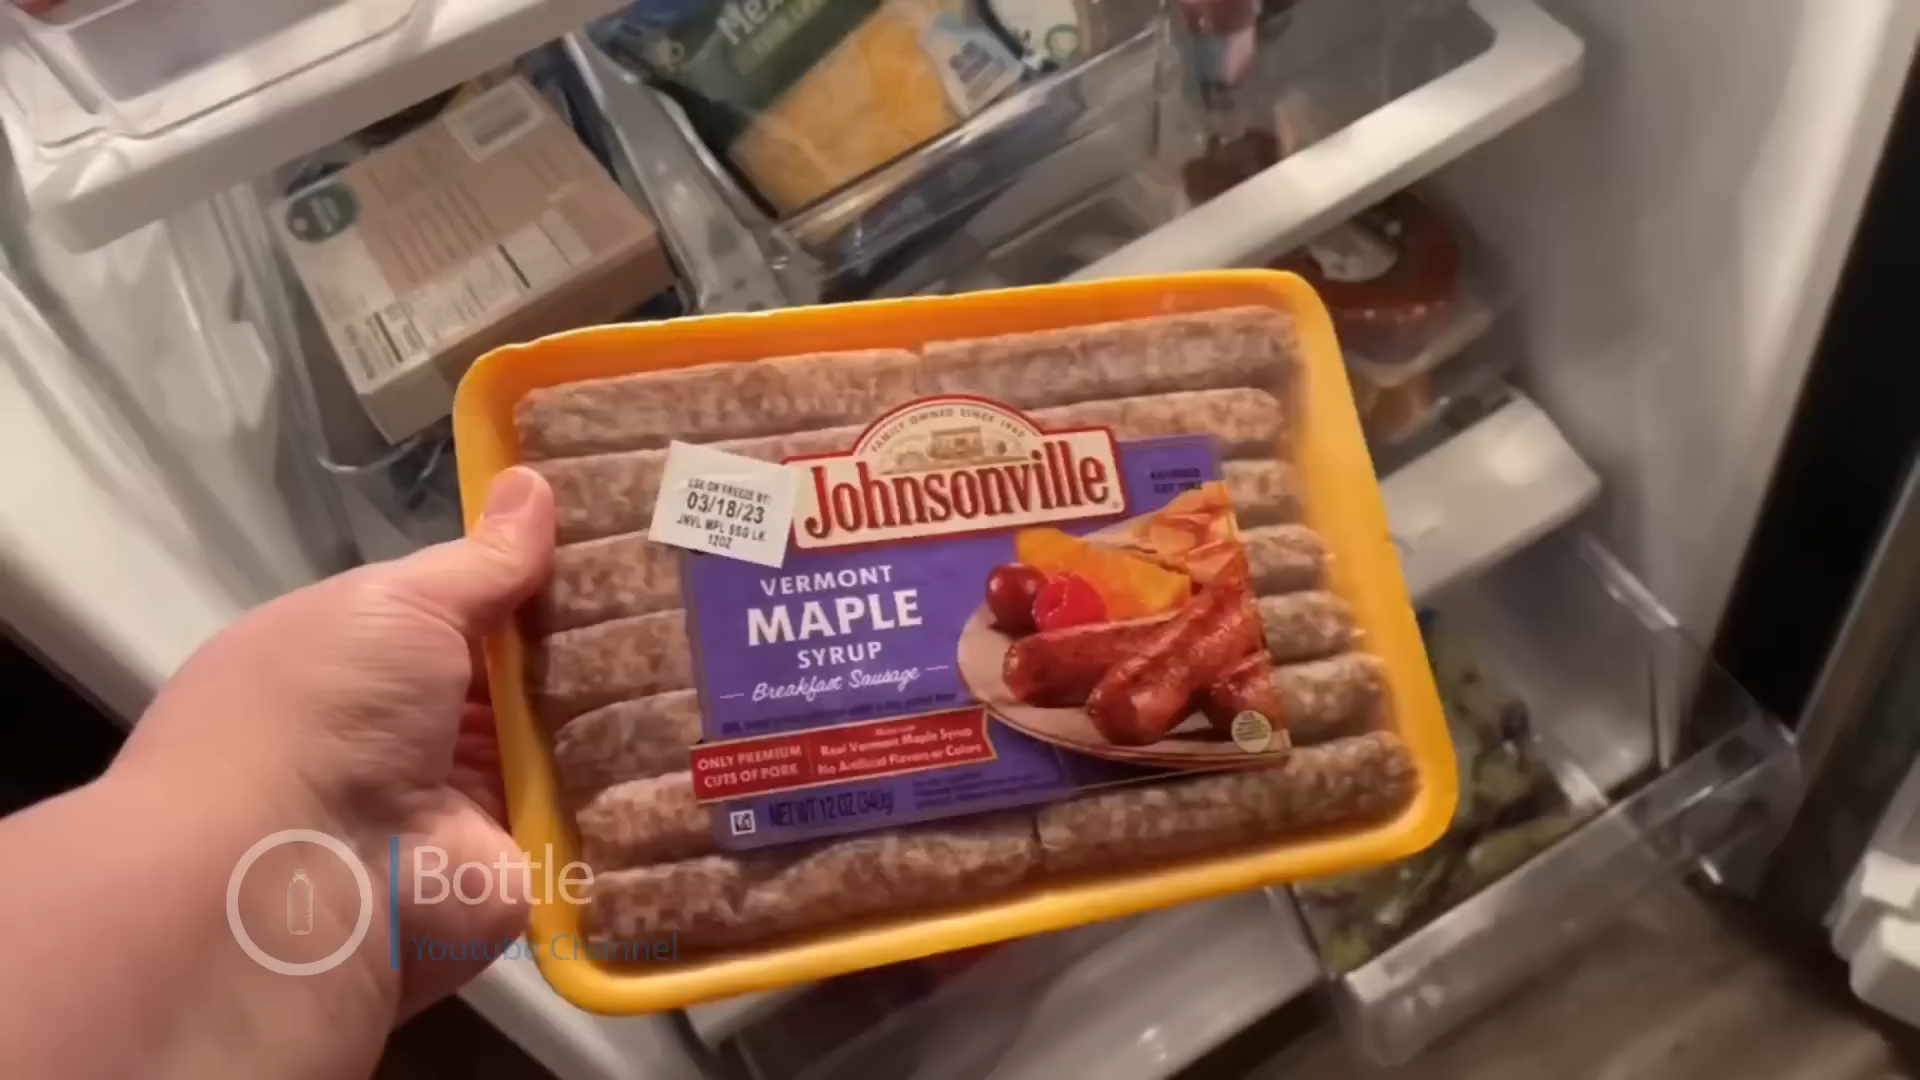 Mex
FAMILY OWNED SINCE 1945
Johnsonville
USE OR FREEZE BY:
03/18/23
JNVL MPL SSG LK
12OZ
VERMONT
MAPLE
SYRUP
Breakfast Sausage
ONLY PREMIUM
CUTS OF PORK
Real Vermont Maple Syrup
No Artificial Flavors or Colors
NET WT 12 OZ (340g)
Bottle
Youtube Channel